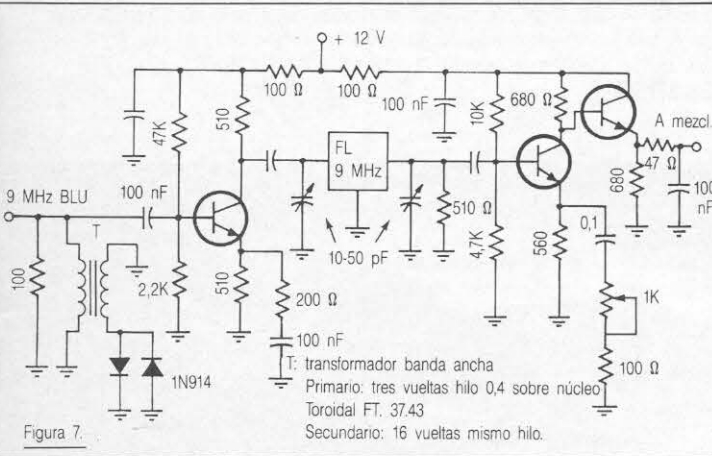 + 12 V
100 Ω
100 Ω
47K
510
100 nF
10K
680 Ω
A mezcl.
FL
9 MHz
47 Ω
9 MHz BLU
100 nF
T
510 Ω
680
100
nF
0,1
100
2,2K
510
200 Ω
10-50 pF
4,7K
560
1K
100 nF
100 Ω
1N914
T: transformador banda ancha
Primario: tres vueltas hilo 0,4 sobre núcleo
Toroidal FT. 37.43
Secundario: 16 vueltas mismo hilo.
Figura 7.